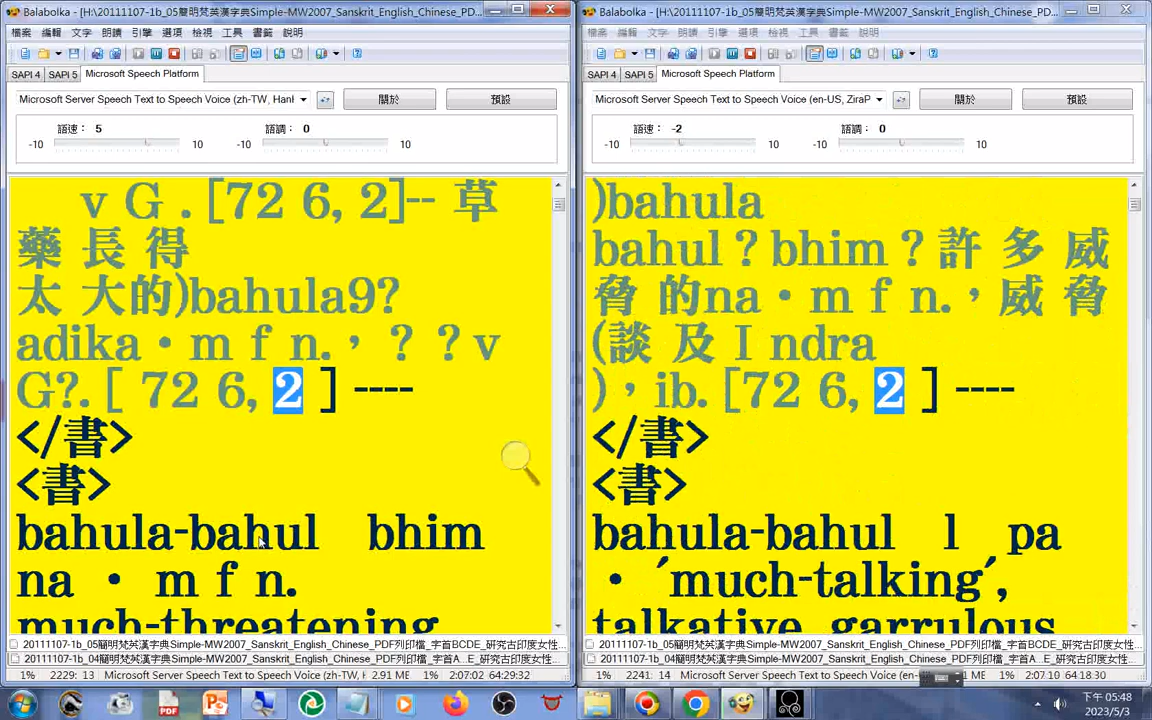 Balabolka - [H:\20111107-1b_05簡明梵英漢字典Simple-MW2007_Sanskrit_English_Chinese_PD...
檔案 編輯 文字 朗讀 引擎 選項 檢視 工具 書籤 說明
SAPI 4 SAPI 5 Microsoft Speech Platform
Microsoft Server Speech Text to Speech Voice (zh-TW, Hanl
關於 預設
語速： 5 語調： 0
-10 10 -10 10
v G . [72 6, 2]-- 草
藥 長 得
太 大的)bahula9?
adika・m f n.， ? ? v
G?. [ 72 6, 2 ] ----
</書>
<書>
bahula-bahul bhim
na ・ m f n.
much-threatening
20111107-1b_05簡明梵英漢字典Simple-MW2007_Sanskrit_English_Chinese_PDF列印檔_字首BCDE_研究古印度女性...
20111107-1b_04簡明梵英漢字典Simple-MW2007_Sanskrit_English_Chinese_PDF列印檔_字首A...E_研究古印度女性...
1% 2229: 13 Microsoft Server Speech Text to Speech Voice (zh-TW, 2.91 MB 1% 2:07:02 64:29:32
Balabolka - [H:\20111107-1b_05簡明梵英漢字典Simple-MW2007_Sanskrit_English_Chinese_PD...
檔案 編輯 文字 朗讀 引擎 選項 檢視 工具 書籤 說明
SAPI 4 SAPI 5 Microsoft Speech Platform
Microsoft Server Speech Text to Speech Voice (en-US, ZiraP
關於 預設
語速： -2 語調： 0
-10 10 -10 10
)bahula
bahul ? bhim ? 許 多 威
脅 的na・m f n.，威 脅
(談 及 I ndra
)，ib. [72 6, 2 ] ----
</書>
<書>
bahula-bahul l pa
・ ´much-talking´,
talkative, garrulous
20111107-1b_05簡明梵英漢字典Simple-MW2007_Sanskrit_English_Chinese_PDF列印檔_字首BCDE_研究古印度女性...
20111107-1b_04簡明梵英漢字典Simple-MW2007_Sanskrit_English_Chinese_PDF列印檔_字首A...E_研究古印度女性...
1% 2241: 14 Microsoft Server Speech Text to Speech Voice (en-US MB 1% 2:07:10 64:18:30
PDF
下午 05:48
2023/5/3